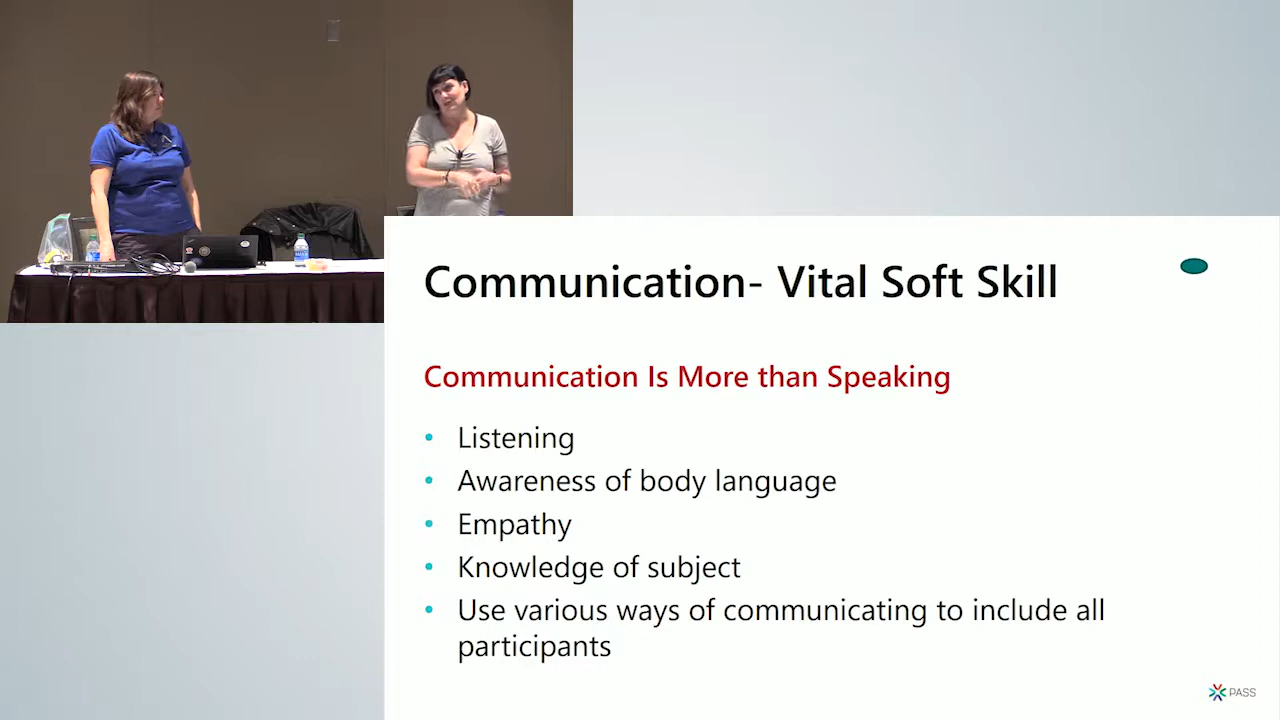 Communication- Vital Soft Skill
Communication Is More than Speaking
• Listening
• Awareness of body language
• Empathy
• Knowledge of subject
• Use various ways of communicating to include all
participants
PASS